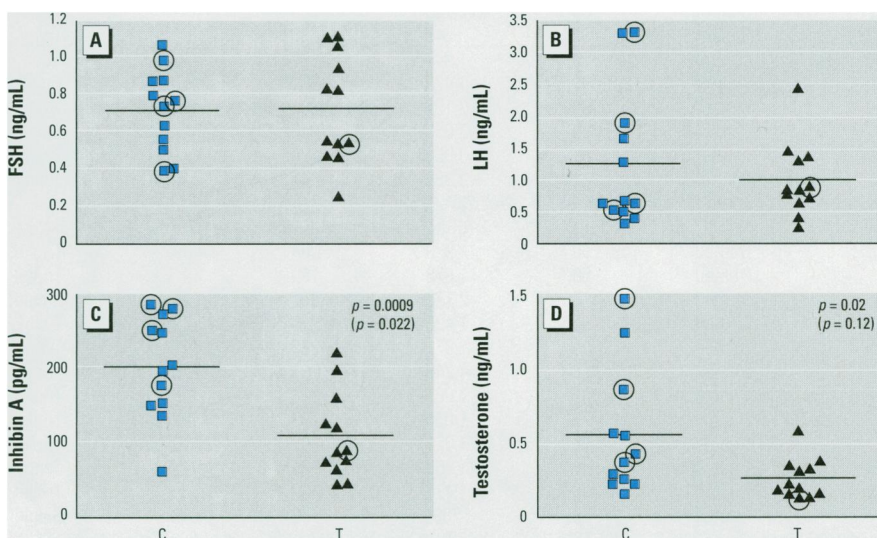 A
FSH (ng/mL)
1.2
1.0
0.8
0.6
0.4
0.2
0
B
LH (ng/mL)
3.5
3.0
2.5
2.0
1.5
1.0
0.5
0
C
p = 0.0009
(p = 0.022)
Inhibin A (pg/mL)
300
200
100
0
C
T
D
p = 0.02
(p = 0.12)
Testosterone (ng/mL)
1.5
1.0
0.5
0
C
T